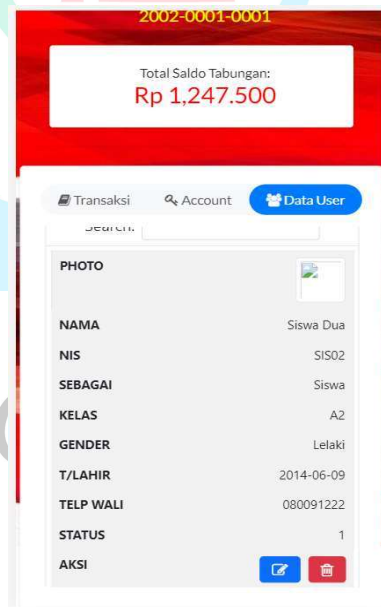 2002-0001-0001
Total Saldo Tabungan:
Rp 1,247.500
Transaksi Account Data User
Search:
PHOTO
NAMA Siswa Dua
NIS SIS02
SEBAGAI Siswa
KELAS A2
GENDER Lelaki
T/LAHIR 2014-06-09
TELP WALI 080091222
STATUS 1
AKSI